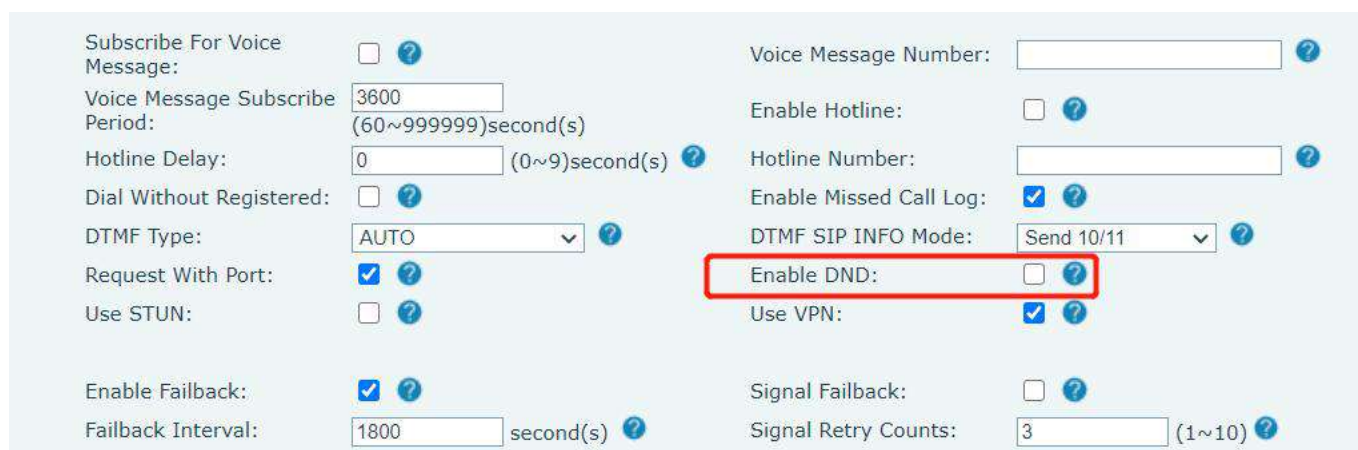 Subscribe For Voice Message: ? Voice Message Number: ?
Voice Message Subscribe Period: 3600 (60~999999)second(s) Enable Hotline: ?
Hotline Delay: 0 (0~9)second(s) ? Hotline Number: ?
Dial Without Registered: ? Enable Missed Call Log: ?
DTMF Type: AUTO ? DTMF SIP INFO Mode: Send 10/11 ?
Request With Port: ? Enable DND: ?
Use STUN: ? Use VPN: ?
Enable Failback: ? Signal Failback: ?
Failback Interval: 1800 second(s) ? Signal Retry Counts: 3 (1~10) ?